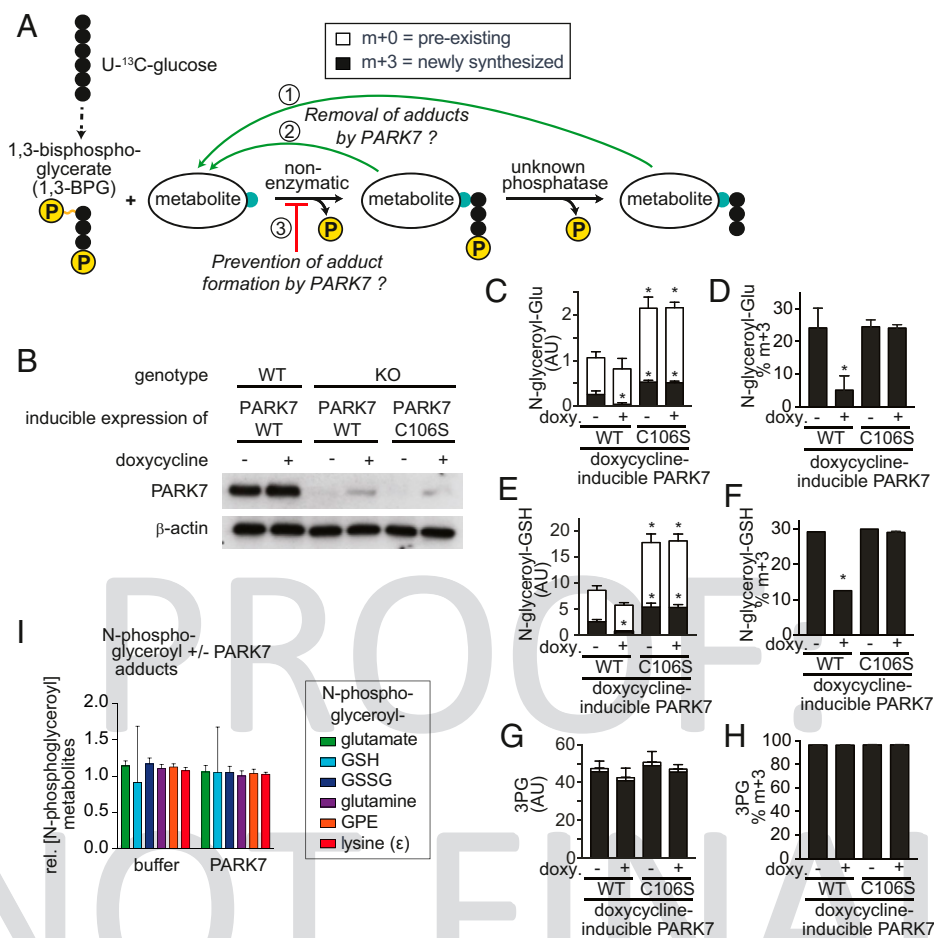 A
U-¹³C-glucose
1,3-bisphospho-
glycerate
(1,3-BPG)
P
P
+
metabolite
non-
enzymatic
P
metabolite
P
unknown
phosphatase
P
metabolite
m+0 = pre-existing
m+3 = newly synthesized
1
Removal of adducts
by PARK7 ?
2
3
Prevention of adduct
formation by PARK7 ?
B
genotype WT KO
inducible expression of PARK7 WT PARK7 WT PARK7 C106S
doxycycline - + - + - +
PARK7
β-actin
C
N-glyceroyl-Glu
(AU)
2
1
0
* *
* *
*
doxy. - + - +
WT C106S
doxycycline-
inducible PARK7
D
N-glyceroyl-Glu
% m+3
30
20
10
0
*
- + - +
WT C106S
doxycycline-
inducible PARK7
E
N-glyceroyl-GSH
(AU)
20
15
10
5
0
* *
* *
*
doxy. - + - +
WT C106S
doxycycline-
inducible PARK7
F
N-glyceroyl-GSH
% m+3
30
20
10
0
*
- + - +
WT C106S
doxycycline-
inducible PARK7
G
3PG
(AU)
60
40
20
0
doxy. - + - +
WT C106S
doxycycline-
inducible PARK7
H
3PG
% m+3
100
80
60
40
20
0
- + - +
WT C106S
doxycycline-
inducible PARK7
I
N-phospho-
glyceroyl +/- PARK7
adducts
rel. [N-phosphoglyceroyl]
metabolites
2.0
1.5
1.0
0.5
0.0
buffer PARK7
N-phospho-
glyceroyl-
glutamate
GSH
GSSG
glutamine
GPE
lysine (ε)
PROOF:
NOT FINAL